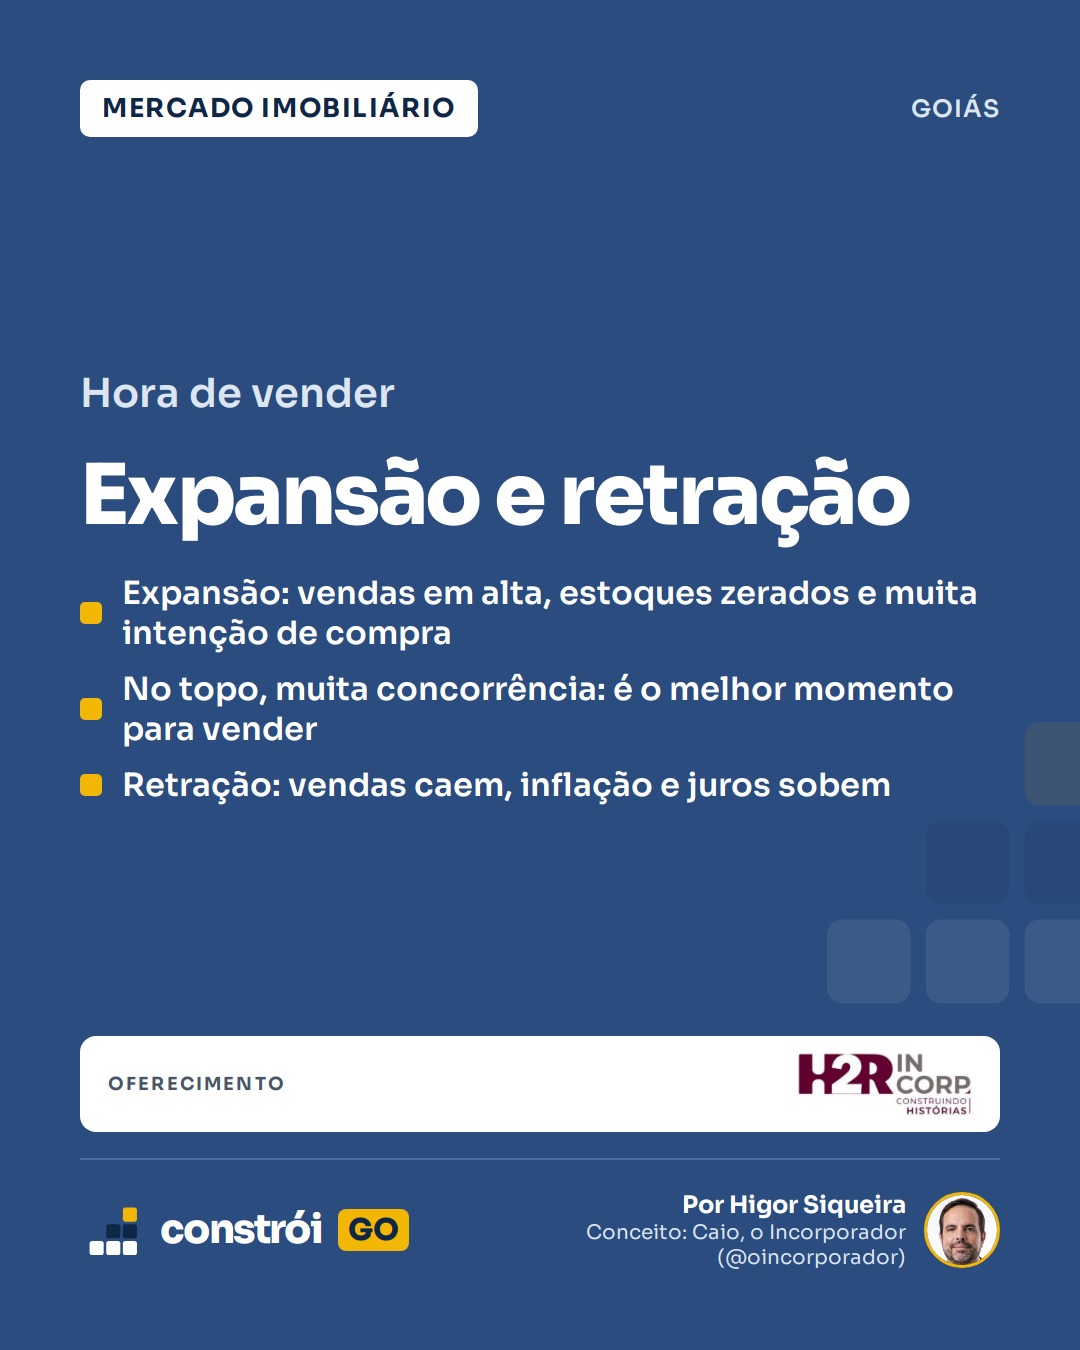 MERCADO IMOBILIÁRIO
GOIÁS
Hora de vender
Expansão e retração
Expansão: vendas em alta, estoques zerados e muita
intenção de compra
No topo, muita concorrência: é o melhor momento
para vender
Retração: vendas caem, inflação e juros sobem
OFERECIMENTO
H2R IN
CORP.
CONSTRUINDO
HISTÓRIAS
constrói GO
Por Higor Siqueira
Conceito: Caio, o Incorporador
(@oincorporador)